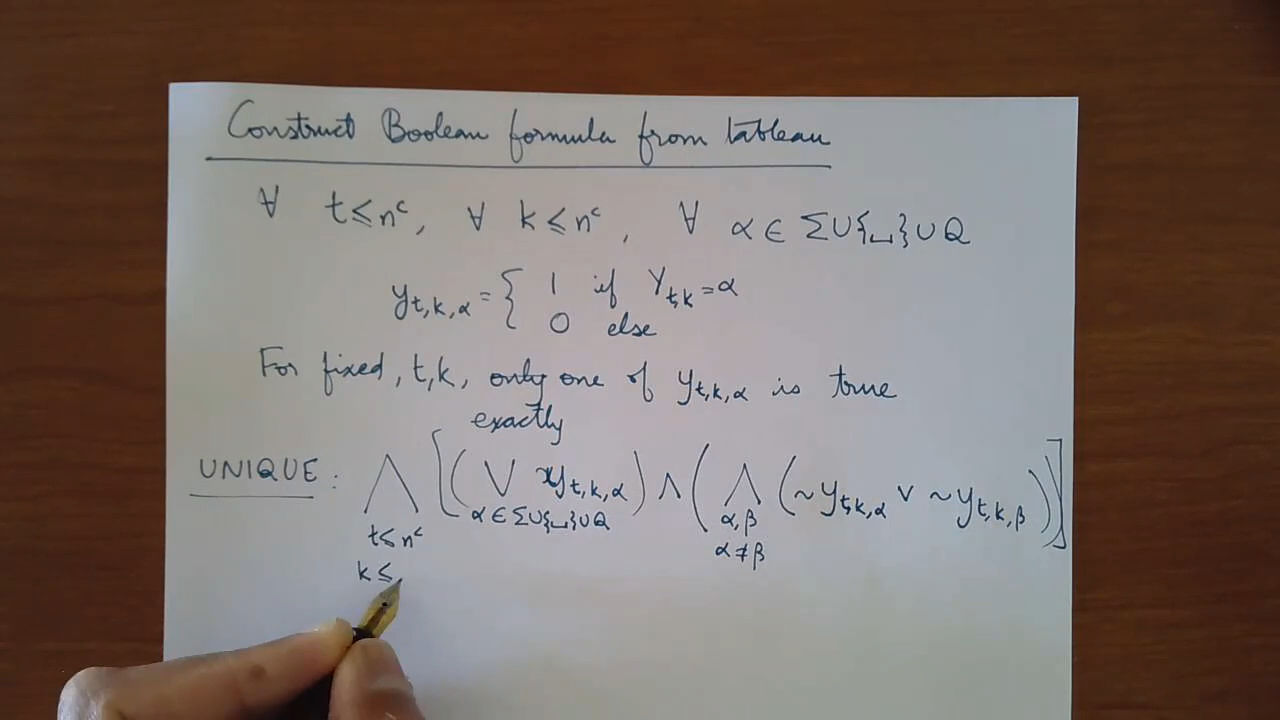 Construct Boolean formula from tableau
∀ t ≤ n^c, ∀ k ≤ n^c, ∀ α ∈ Σ∪{␣}∪Q
y_{t,k,α} = { 1 if Y_{t,k} = α
0 else
For fixed, t,k, only one of y_{t,k,α} is true
exactly
UNIQUE: ⋀ [(⋁ y_{t,k,α}) ∧ (⋀ (~y_{t,k,α} ∨ ~y_{t,k,β}))]
α ∈ Σ∪{␣}∪Q α,β
t ≤ n^c α ≠ β
k ≤